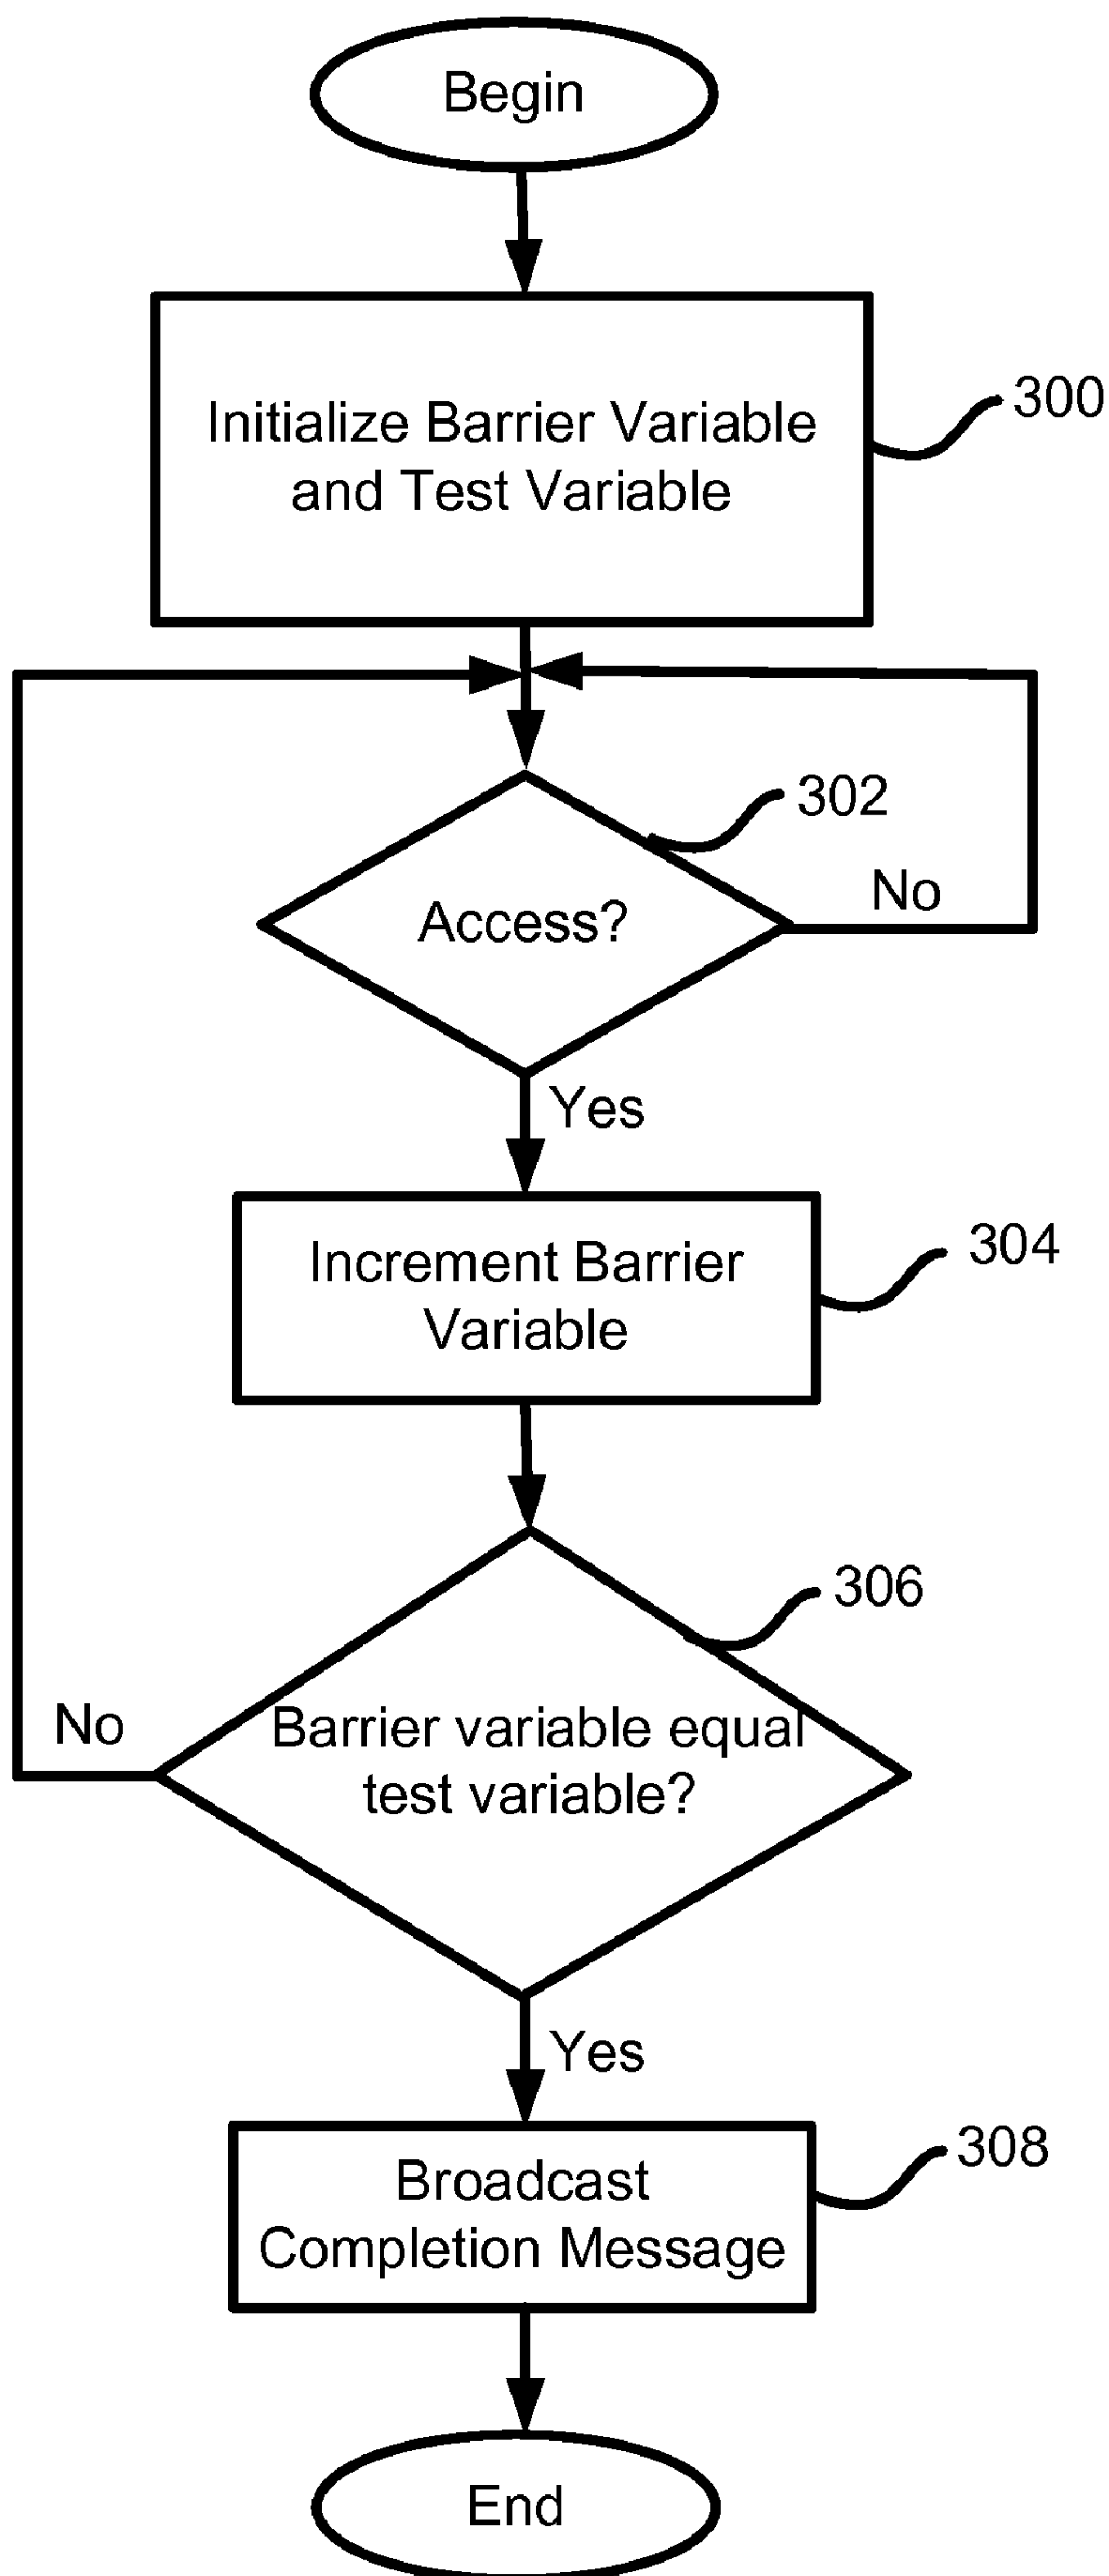 Begin
Initialize Barrier Variable
and Test Variable
300
302
Access?
No
Yes
Increment Barrier
Variable
304
306
Barrier variable equal
test variable?
No
Yes
Broadcast
Completion Message
308
End